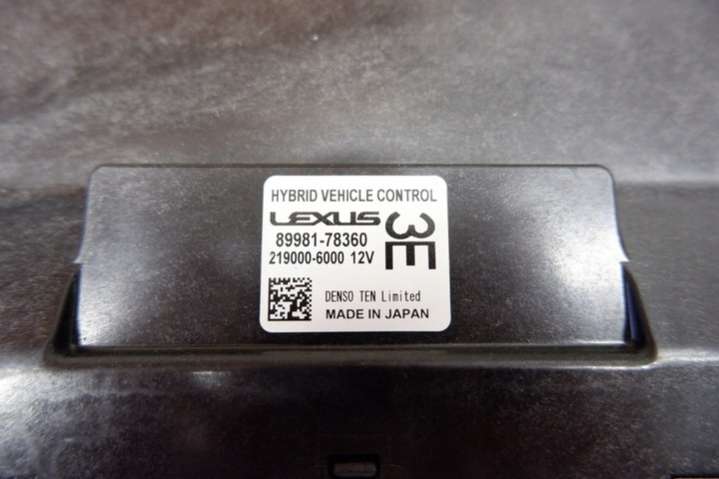 HYBRID VEHICLE CONTROL
LEXUS
89981-78360
219000-6000 12V
3E
DENSO TEN Limited
MADE IN JAPAN